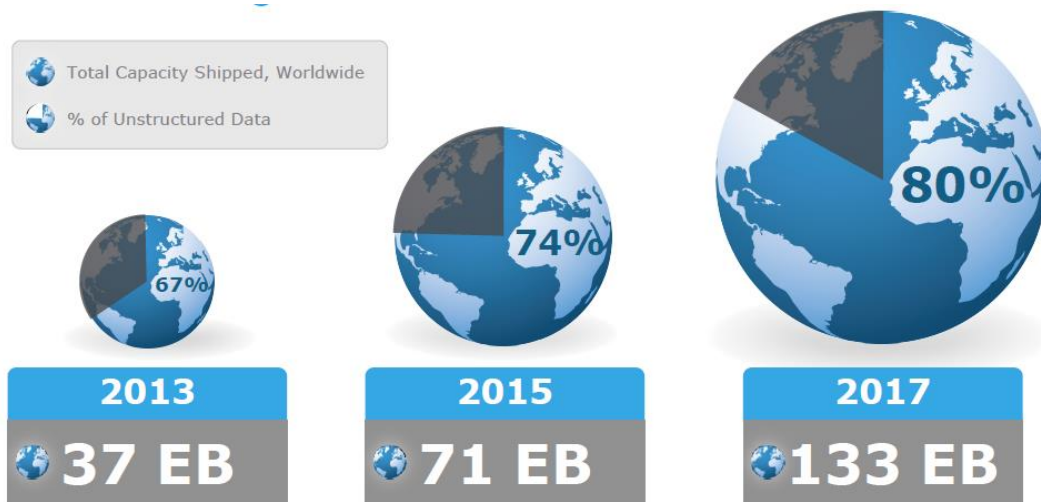 Total Capacity Shipped, Worldwide
% of Unstructured Data
67%
74%
80%
2013
2015
2017
37 EB
71 EB
133 EB